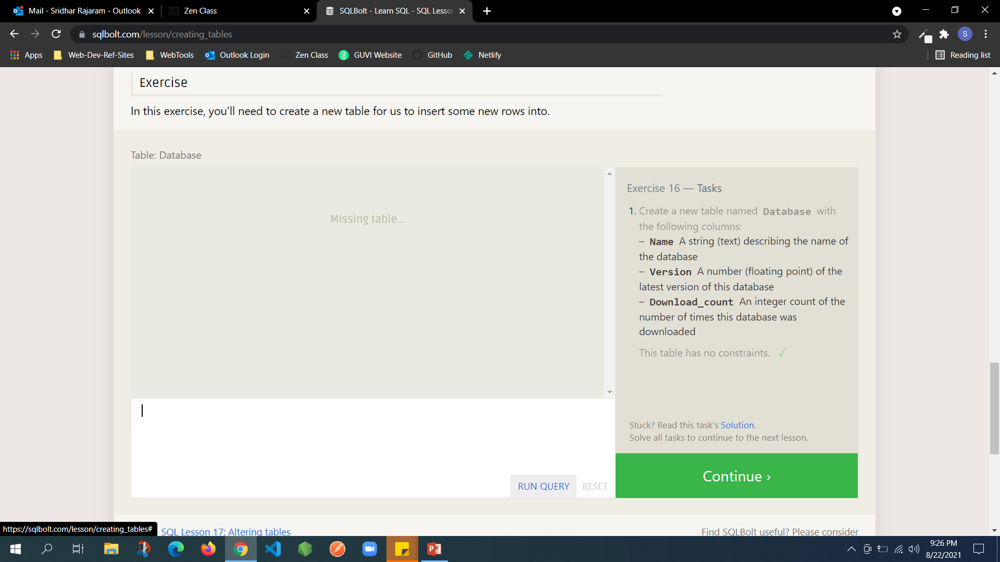 Mail - Sridhar Rajaram - Outlook
Zen Class
SQLBolt - Learn SQL - SQL Lesson
sqlbolt.com/lesson/creating_tables
S
Apps
Web-Dev-Ref-Sites
WebTools
Outlook Login
Zen Class
GUVI Website
GitHub
Netlify
Reading list
Exercise
In this exercise, you'll need to create a new table for us to insert some new rows into.
Table: Database
Missing table…
Exercise 16 — Tasks
1. Create a new table named Database with
the following columns:
– Name A string (text) describing the name of
the database
– Version A number (floating point) of the
latest version of this database
– Download_count An integer count of the
number of times this database was
downloaded
This table has no constraints. ✓
Stuck? Read this task's Solution.
Solve all tasks to continue to the next lesson.
RUN QUERY
RESET
Continue ›
https://sqlbolt.com/lesson/creating_tables#
SQL Lesson 17: Altering tables
Find SQLBolt useful? Please consider
9:26 PM
8/22/2021